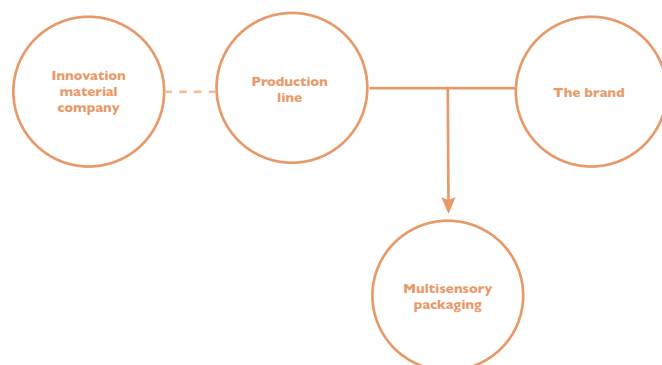 Innovation
material
company
Production
line
The brand
Multisensory
packaging